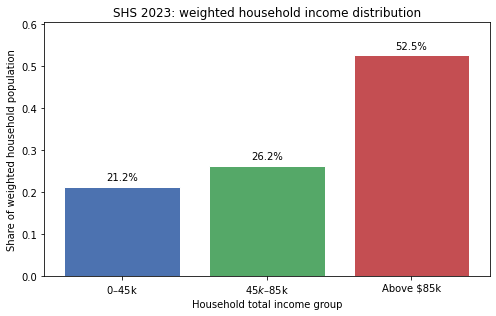 SHS 2023: weighted household income distribution
Share of weighted household population
0.6
0.5
0.4
0.3
0.2
0.1
0.0
21.2%
26.2%
52.5%
0–45k
45k–85k
Above $85k
Household total income group